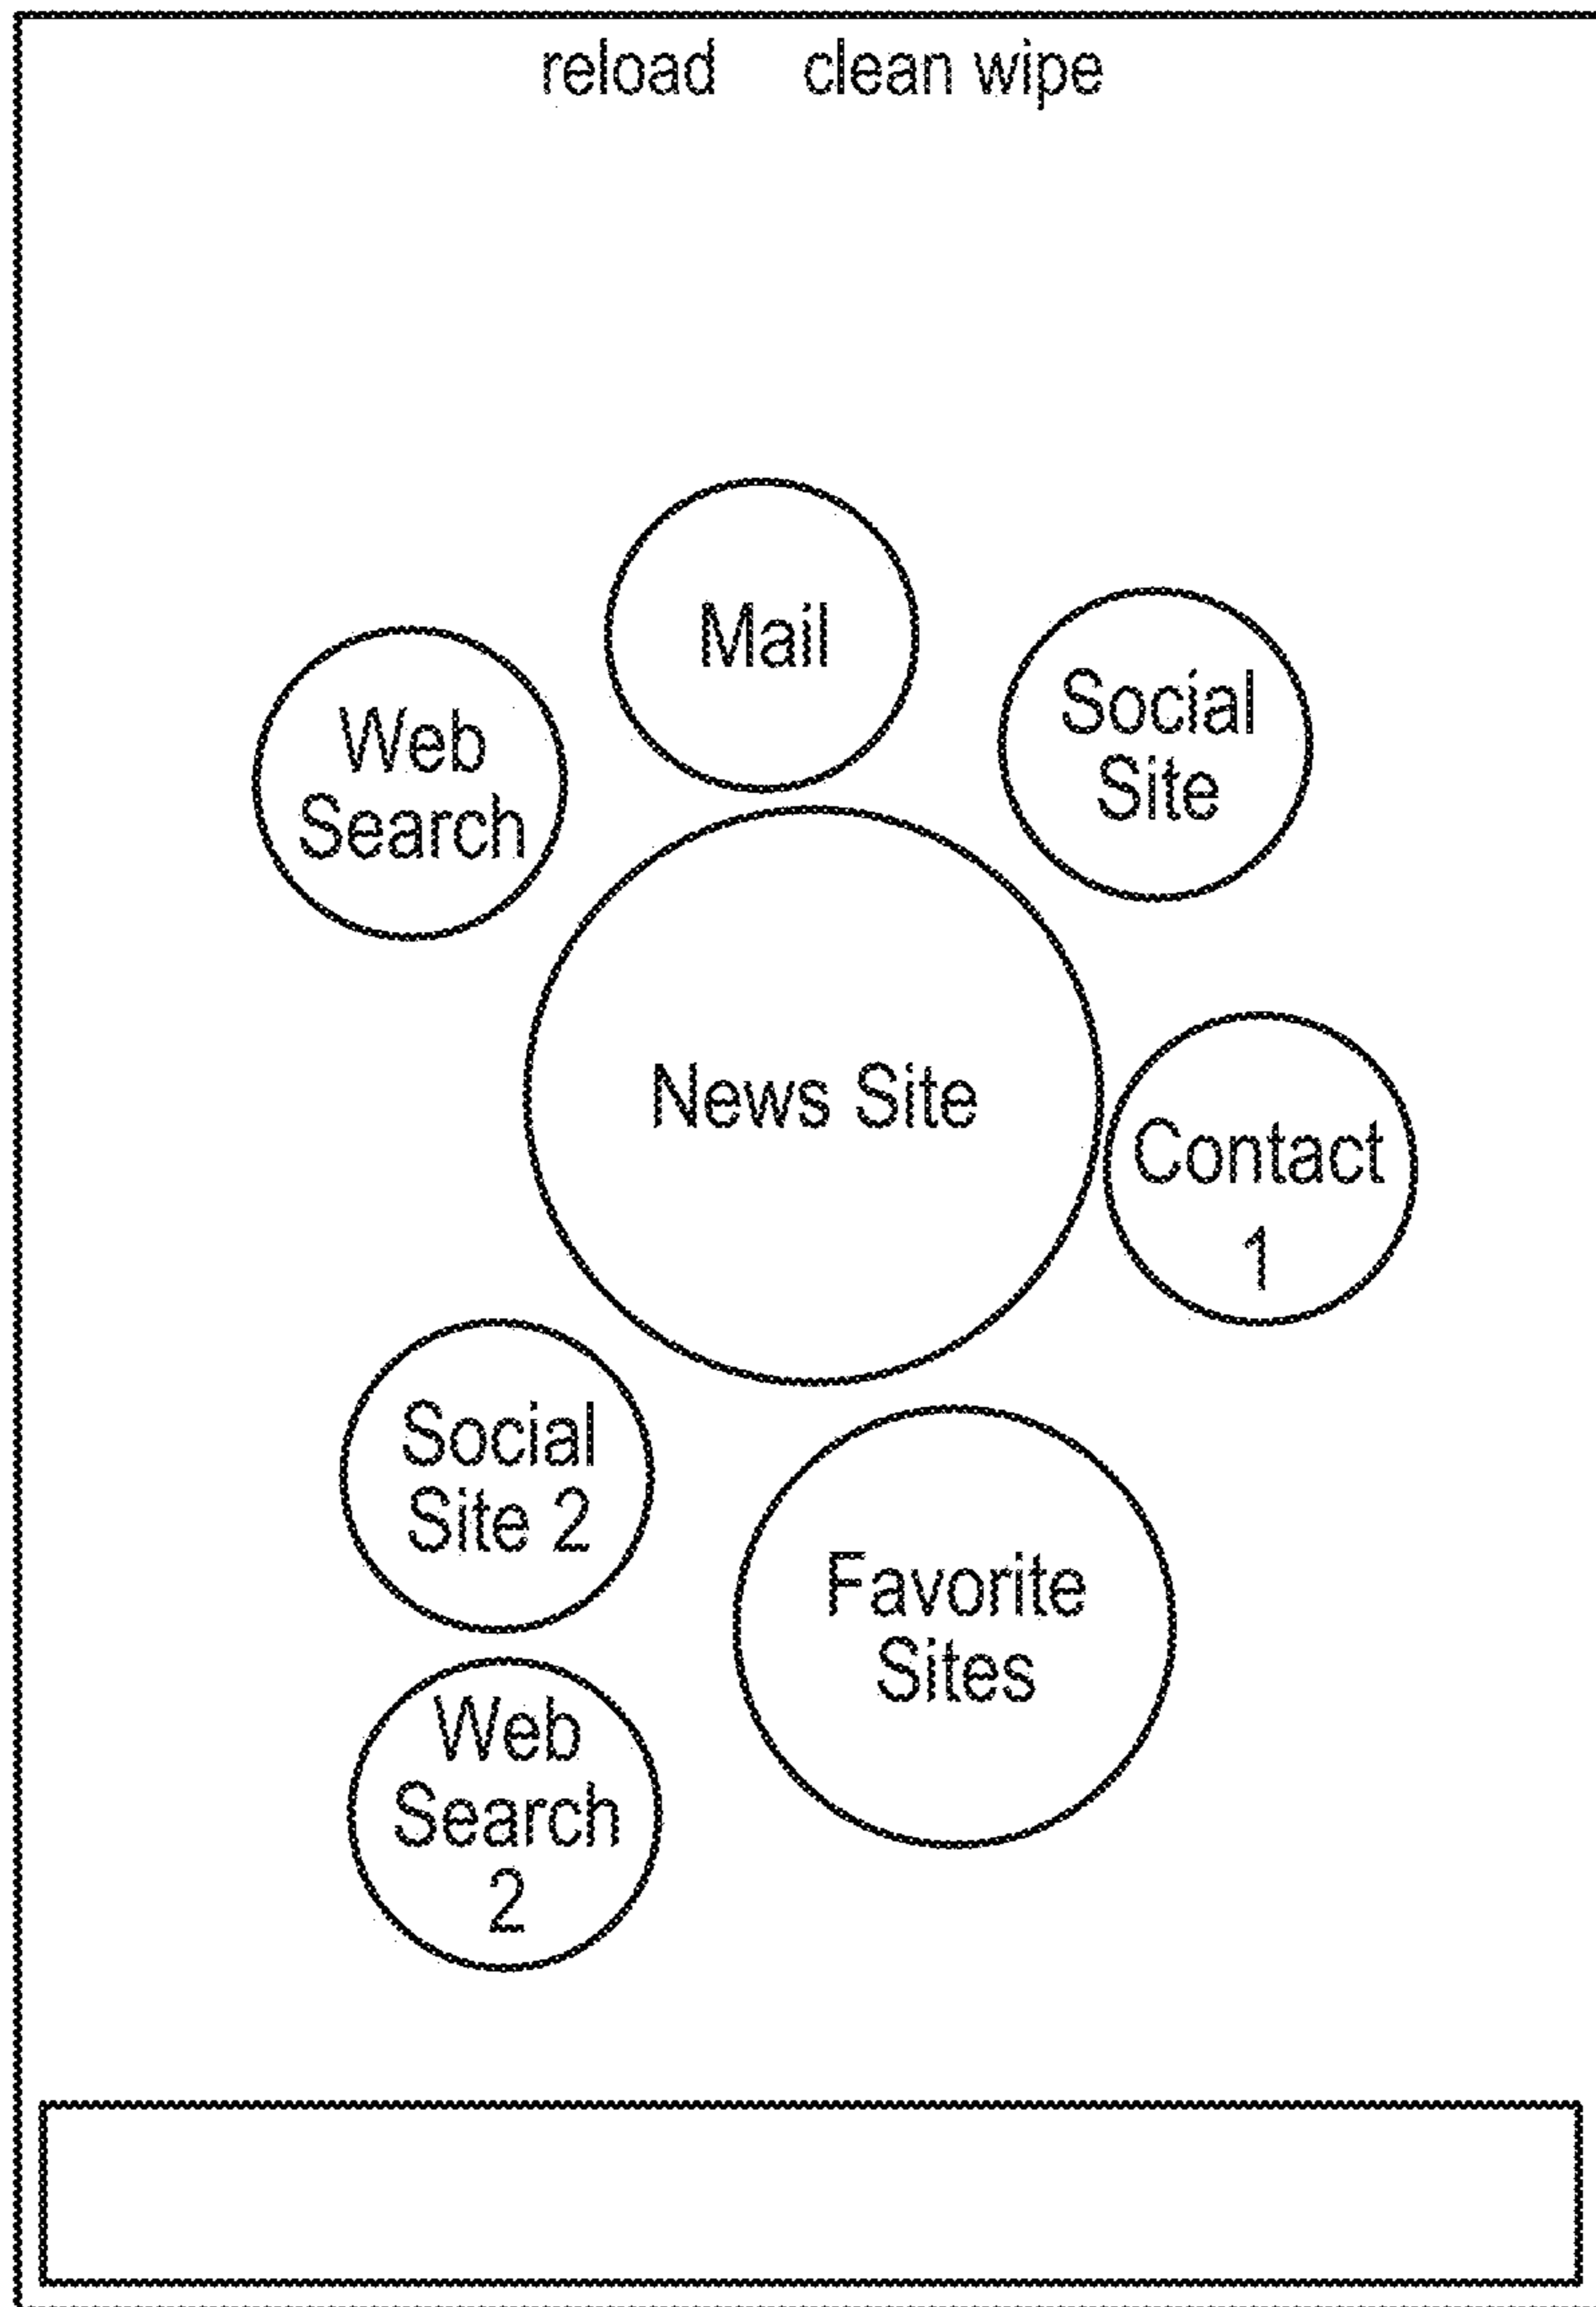 reload clean wipe
Mail
Social
Site
Web
Search
News Site
Contact
1
Social
Site 2
Favorite
Sites
Web
Search
2